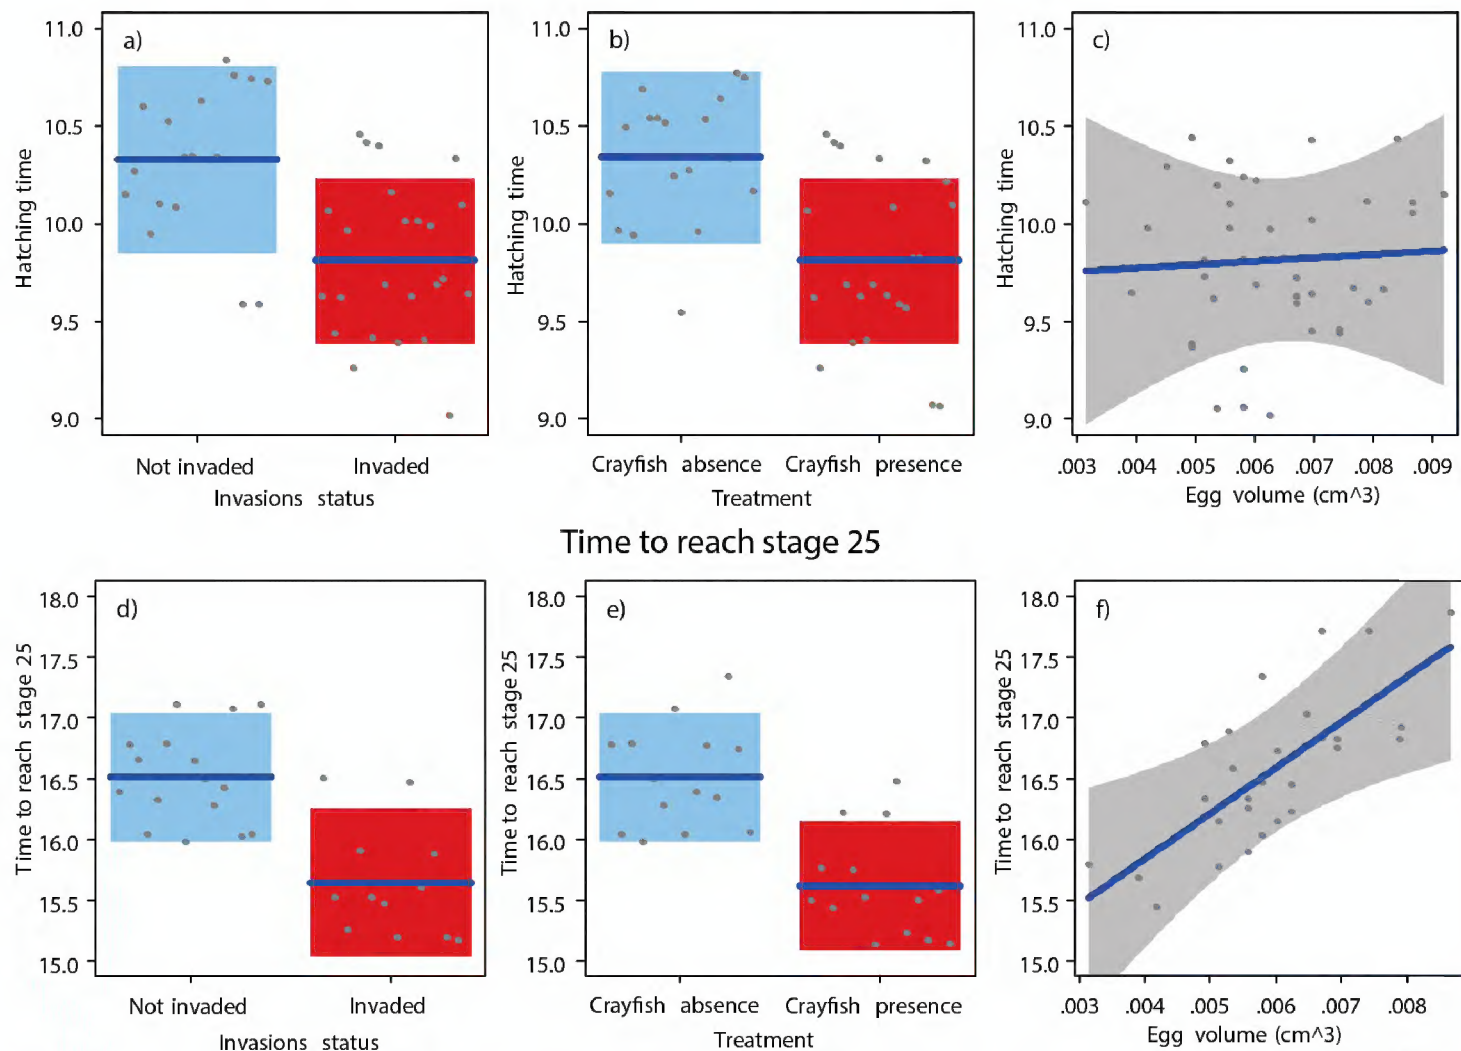 a)
11.0
10.5
10.0
9.5
9.0
Hatching time
Not invaded
Invaded
Invasions status
b)
11.0
10.5
10.0
9.5
9.0
Hatching time
Crayfish absence
Crayfish presence
Treatment
c)
11.0
10.5
10.0
9.5
9.0
Hatching time
.003 .004 .005 .006 .007 .008 .009
Egg volume (cm^3)
Time to reach stage 25
d)
18.0
17.5
17.0
16.5
16.0
15.5
15.0
Time to reach stage 25
Not invaded
Invaded
Invasions status
e)
18.0
17.5
17.0
16.5
16.0
15.5
15.0
Time to reach stage 25
Crayfish absence
Crayfish presence
Treatment
f)
18.0
17.5
17.0
16.5
16.0
15.5
15.0
Time to reach stage 25
.003 .004 .005 .006 .007 .008
Egg volume (cm^3)